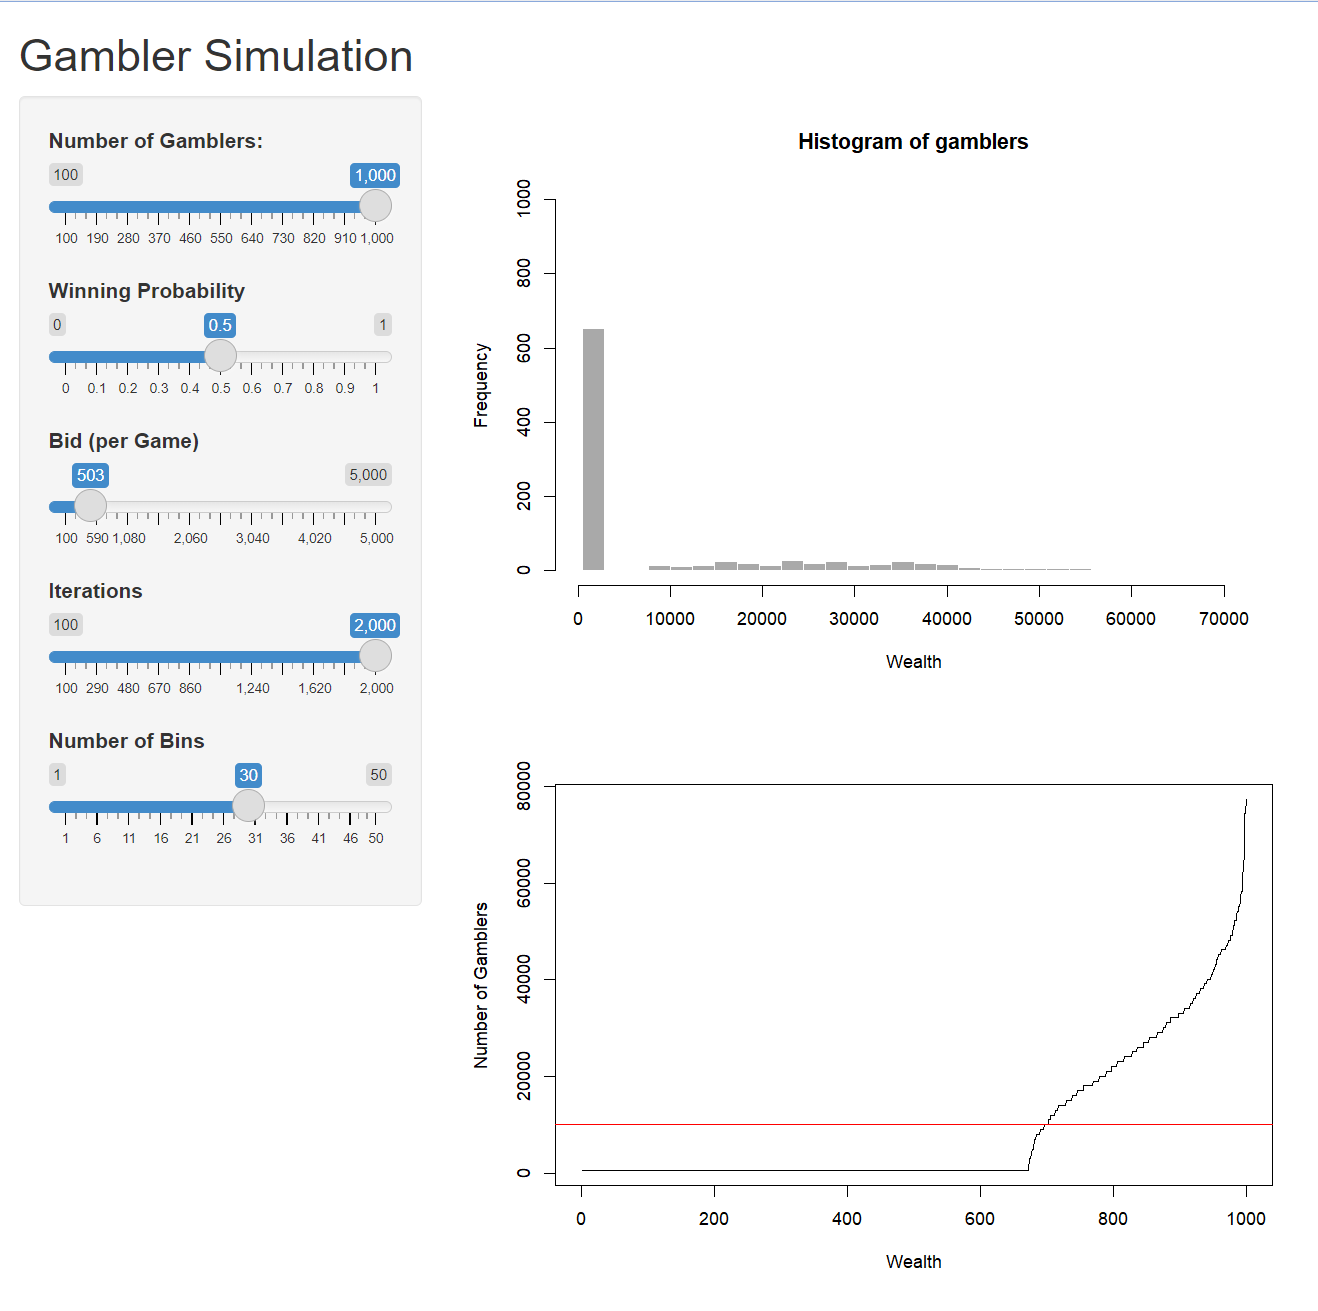 Gambler Simulation
Number of Gamblers:
100 1,000
100 190 280 370 460 550 640 730 820 910 1,000
Winning Probability
0 0.5 1
0 0.1 0.2 0.3 0.4 0.5 0.6 0.7 0.8 0.9 1
Bid (per Game)
503 5,000
100 590 1,080 2,060 3,040 4,020 5,000
Iterations
100 2,000
100 290 480 670 860 1,240 1,620 2,000
Number of Bins
1 30 50
1 6 11 16 21 26 31 36 41 46 50
Histogram of gamblers
Frequency
1000
800
600
400
200
0
0 10000 20000 30000 40000 50000 60000 70000
Wealth
Number of Gamblers
80000
60000
40000
20000
0
0 200 400 600 800 1000
Wealth